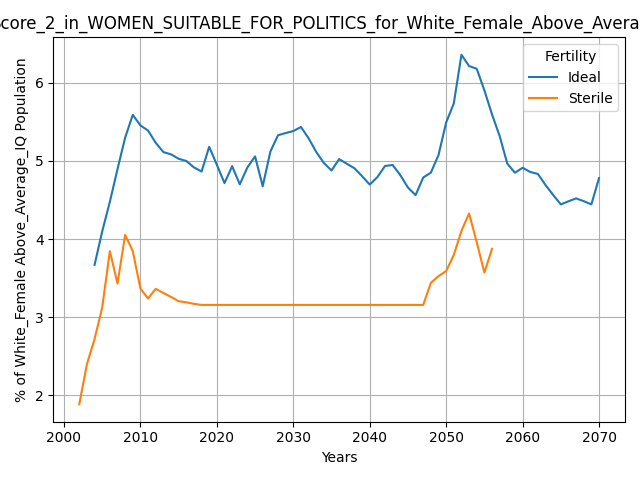 core_2_in_WOMEN_SUITABLE_FOR_POLITICS_for_White_Female_Above_Avera
Fertility
Ideal
Sterile
% of White_Female Above_Average_IQ Population
6
5
4
3
2
2000 2010 2020 2030 2040 2050 2060 2070
Years